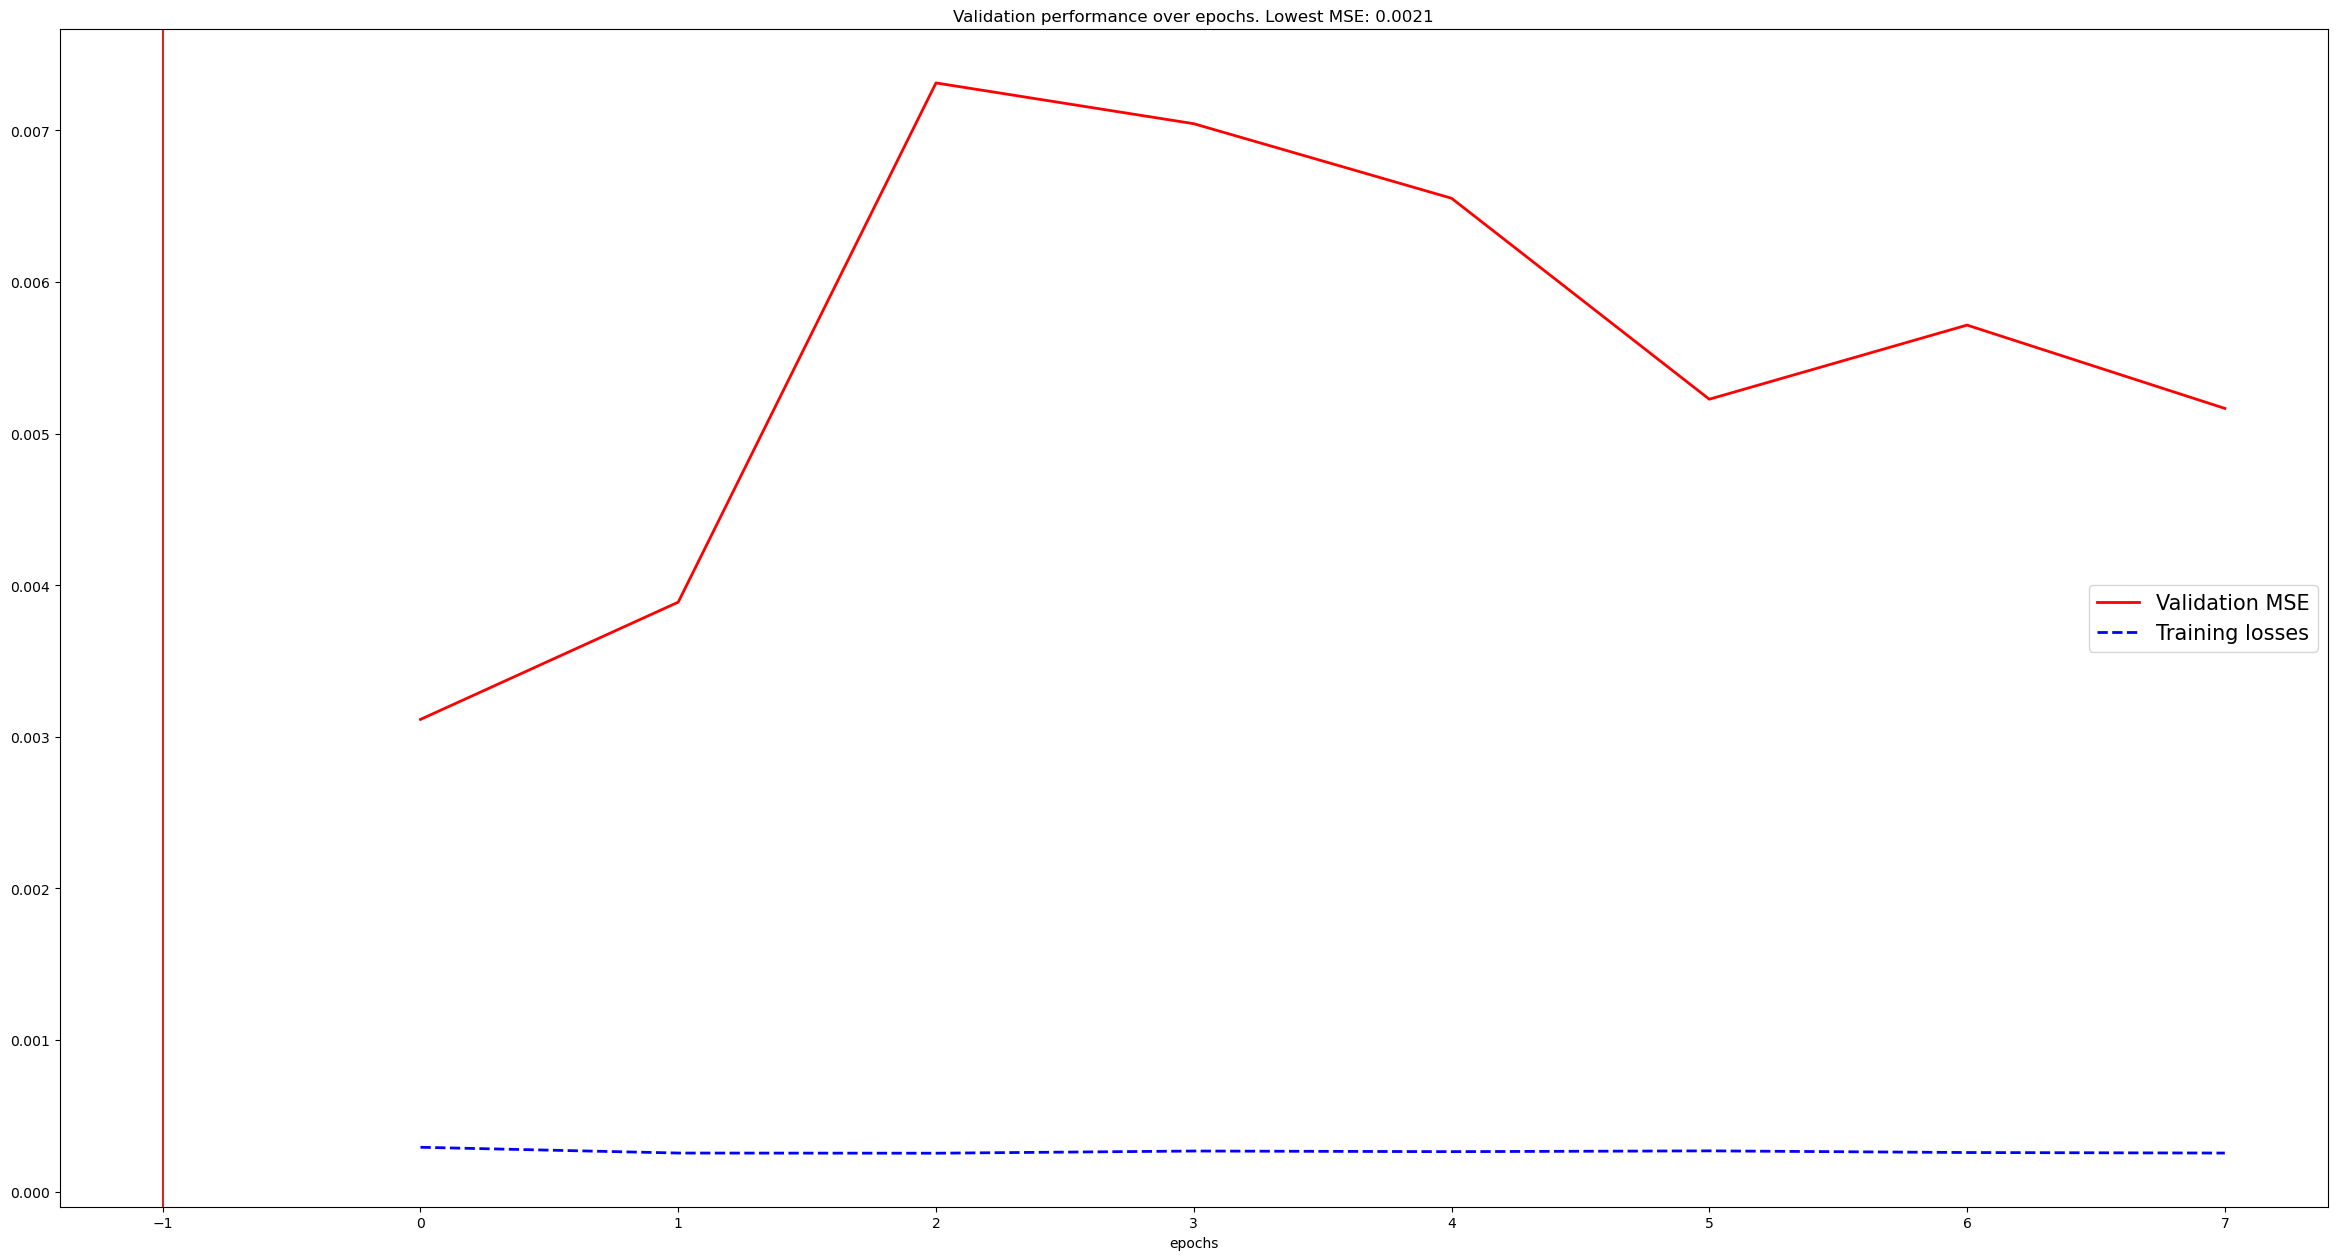 Validation performance over epochs. Lowest MSE: 0.0021
0.007
0.006
0.005
0.004
0.003
0.002
0.001
0.000
Validation MSE
Training losses
−1 0 1 2 3 4 5 6 7
epochs